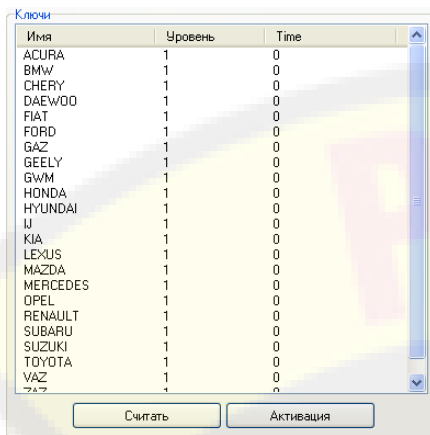 Ключи
Имя Уровень Time
ACURA 1 0
BMW 1 0
CHERY 1 0
DAEWOO 1 0
FIAT 1 0
FORD 1 0
GAZ 1 0
GEELY 1 0
GWM 1 0
HONDA 1 0
HYUNDAI 1 0
IJ 1 0
KIA 1 0
LEXUS 1 0
MAZDA 1 0
MERCEDES 1 0
OPEL 1 0
RENAULT 1 0
SUBARU 1 0
SUZUKI 1 0
TOYOTA 1 0
VAZ 1 0
Считать Активация